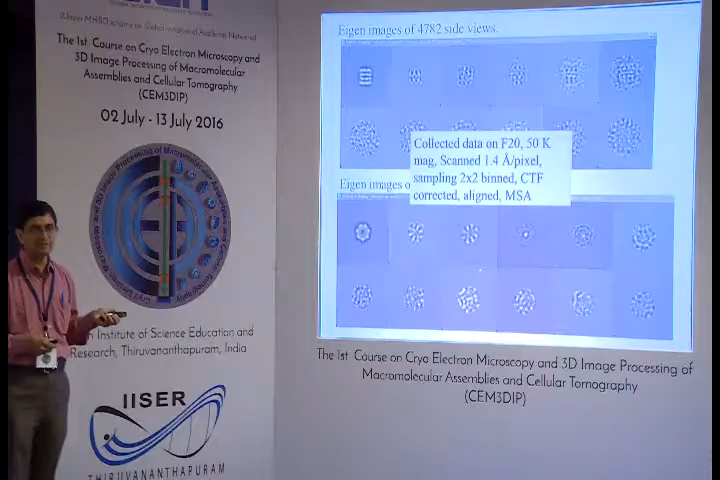 The 1st Course on Cryo Electron Microscopy and
3D Image Processing of Macromolecular
Assemblies and Cellular Tomography
(CEM3DIP)
02 July - 13 July 2016
Institute of Science Education and
Research, Thiruvananthapuram, India
IISER
THIRUVANANTHAPURAM
Eigen images of 4782 side views.
Collected data on F20, 50 K
mag, Scanned 1.4 Å/pixel,
sampling 2x2 binned, CTF
corrected, aligned, MSA
Eigen images o
The 1st Course on Cryo Electron Microscopy and 3D Image Processing of
Macromolecular Assemblies and Cellular Tomography
(CEM3DIP)